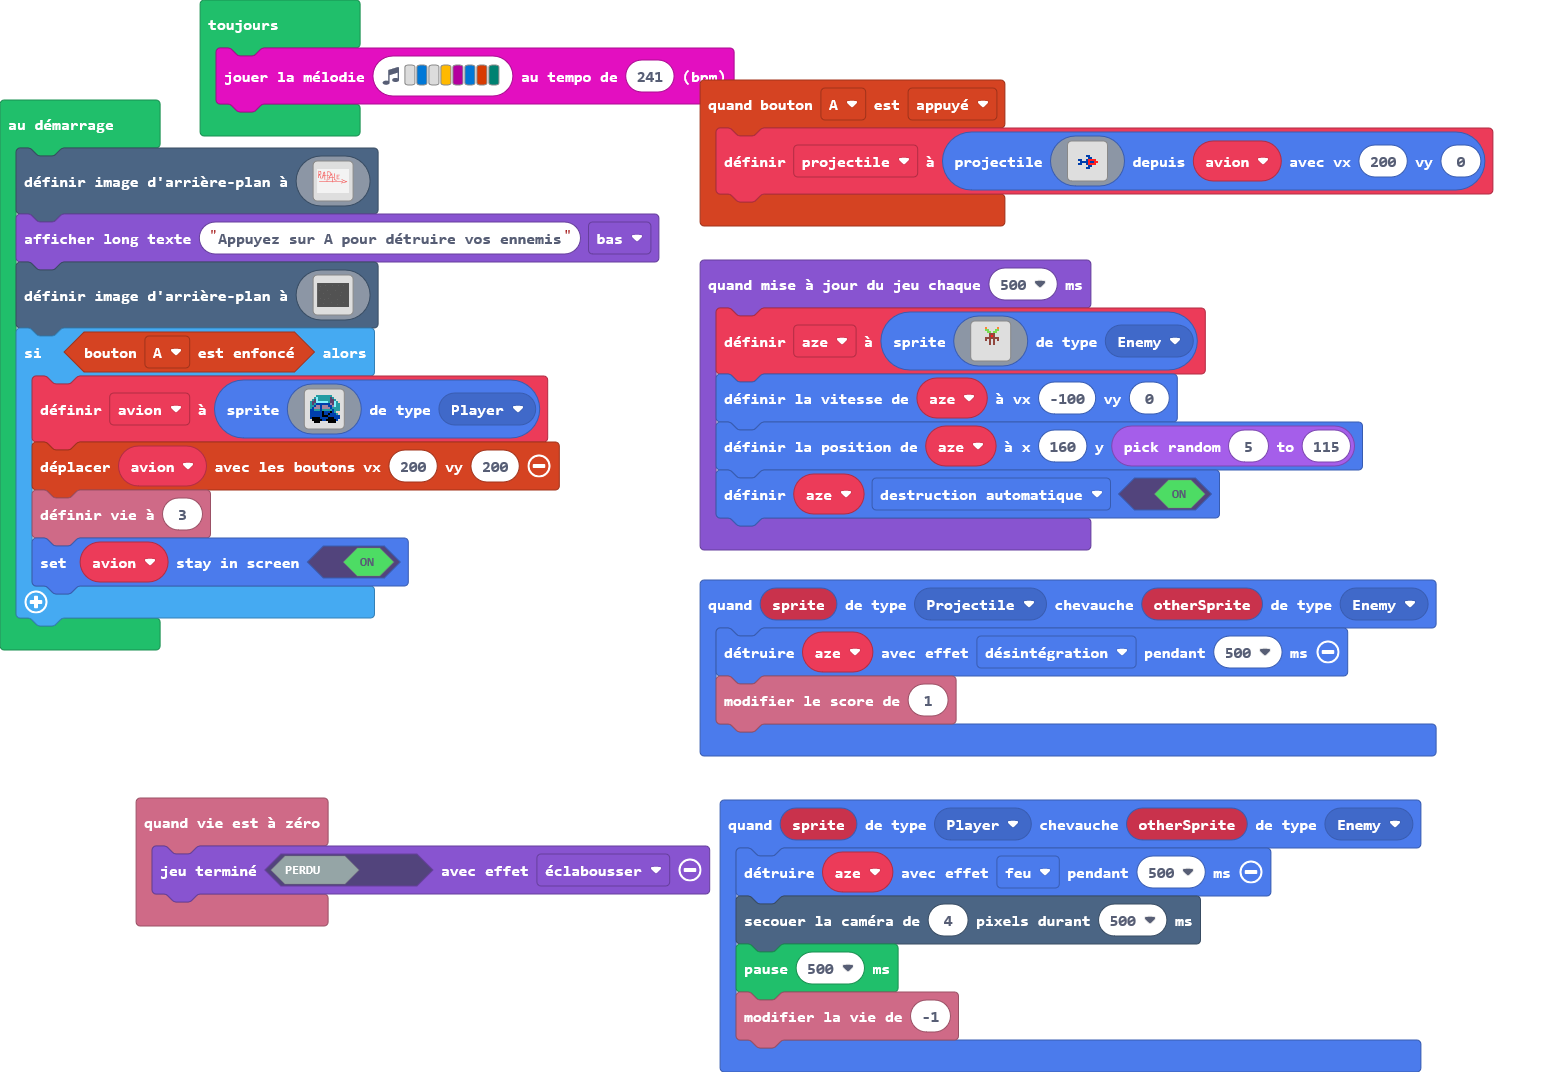 toujours
jouer la mélodie au tempo de 241 (bpm)
au démarrage
définir image d'arrière-plan à
afficher long texte "Appuyez sur A pour détruire vos ennemis" bas
définir image d'arrière-plan à
si bouton A est enfoncé alors
définir avion à sprite de type Player
déplacer avion avec les boutons vx 200 vy 200
définir vie à 3
set avion stay in screen ON
quand bouton A est appuyé
définir projectile à projectile depuis avion avec vx 200 vy 0
quand mise à jour du jeu chaque 500 ms
définir aze à sprite de type Enemy
définir la vitesse de aze à vx -100 vy 0
définir la position de aze à x 160 y pick random 5 to 115
définir aze destruction automatique ON
quand sprite de type Projectile chevauche otherSprite de type Enemy
détruire aze avec effet désintégration pendant 500 ms
modifier le score de 1
quand vie est à zéro
jeu terminé PERDU avec effet éclabousser
quand sprite de type Player chevauche otherSprite de type Enemy
détruire aze avec effet feu pendant 500 ms
secouer la caméra de 4 pixels durant 500 ms
pause 500 ms
modifier la vie de -1